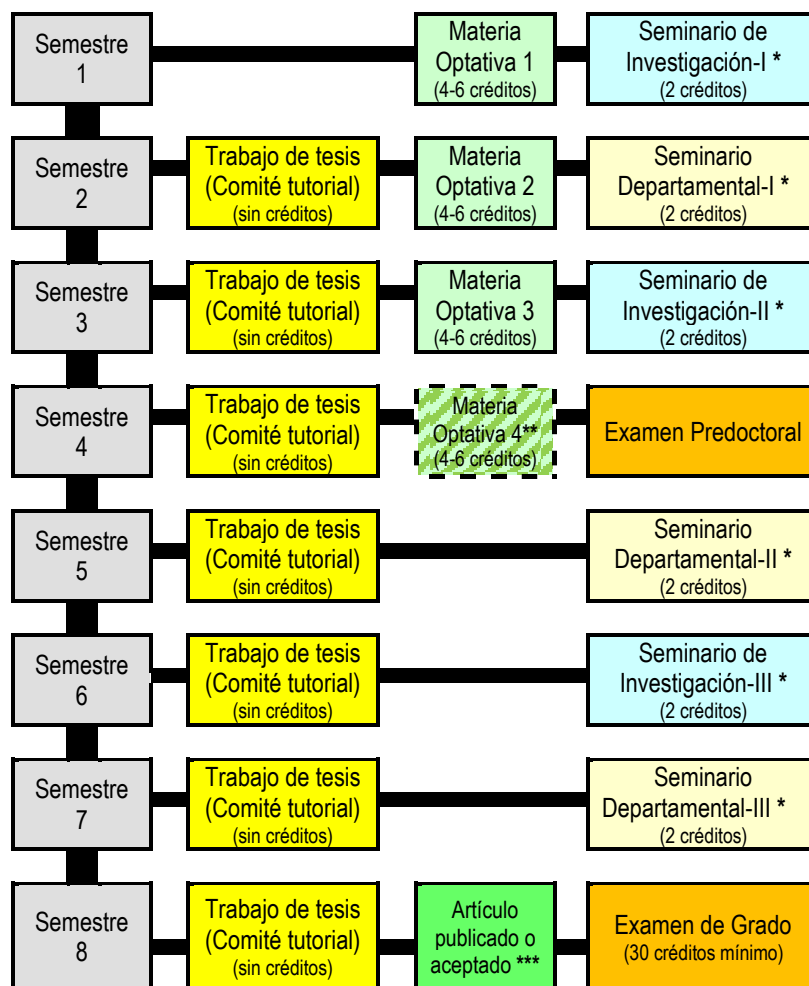 Semestre
1
Materia
Optativa 1
(4-6 créditos)
Seminario de
Investigación-I *
(2 créditos)
Semestre
2
Trabajo de tesis
(Comité tutorial)
(sin créditos)
Materia
Optativa 2
(4-6 créditos)
Seminario
Departamental-I *
(2 créditos)
Semestre
3
Trabajo de tesis
(Comité tutorial)
(sin créditos)
Materia
Optativa 3
(4-6 créditos)
Seminario de
Investigación-II *
(2 créditos)
Semestre
4
Trabajo de tesis
(Comité tutorial)
(sin créditos)
Materia
Optativa 4**
(4-6 créditos)
Examen Predoctoral
Semestre
5
Trabajo de tesis
(Comité tutorial)
(sin créditos)
Seminario
Departamental-II *
(2 créditos)
Semestre
6
Trabajo de tesis
(Comité tutorial)
(sin créditos)
Seminario de
Investigación-III *
(2 créditos)
Semestre
7
Trabajo de tesis
(Comité tutorial)
(sin créditos)
Seminario
Departamental-III *
(2 créditos)
Semestre
8
Trabajo de tesis
(Comité tutorial)
(sin créditos)
Artículo
publicado o
aceptado ***
Examen de Grado
(30 créditos mínimo)